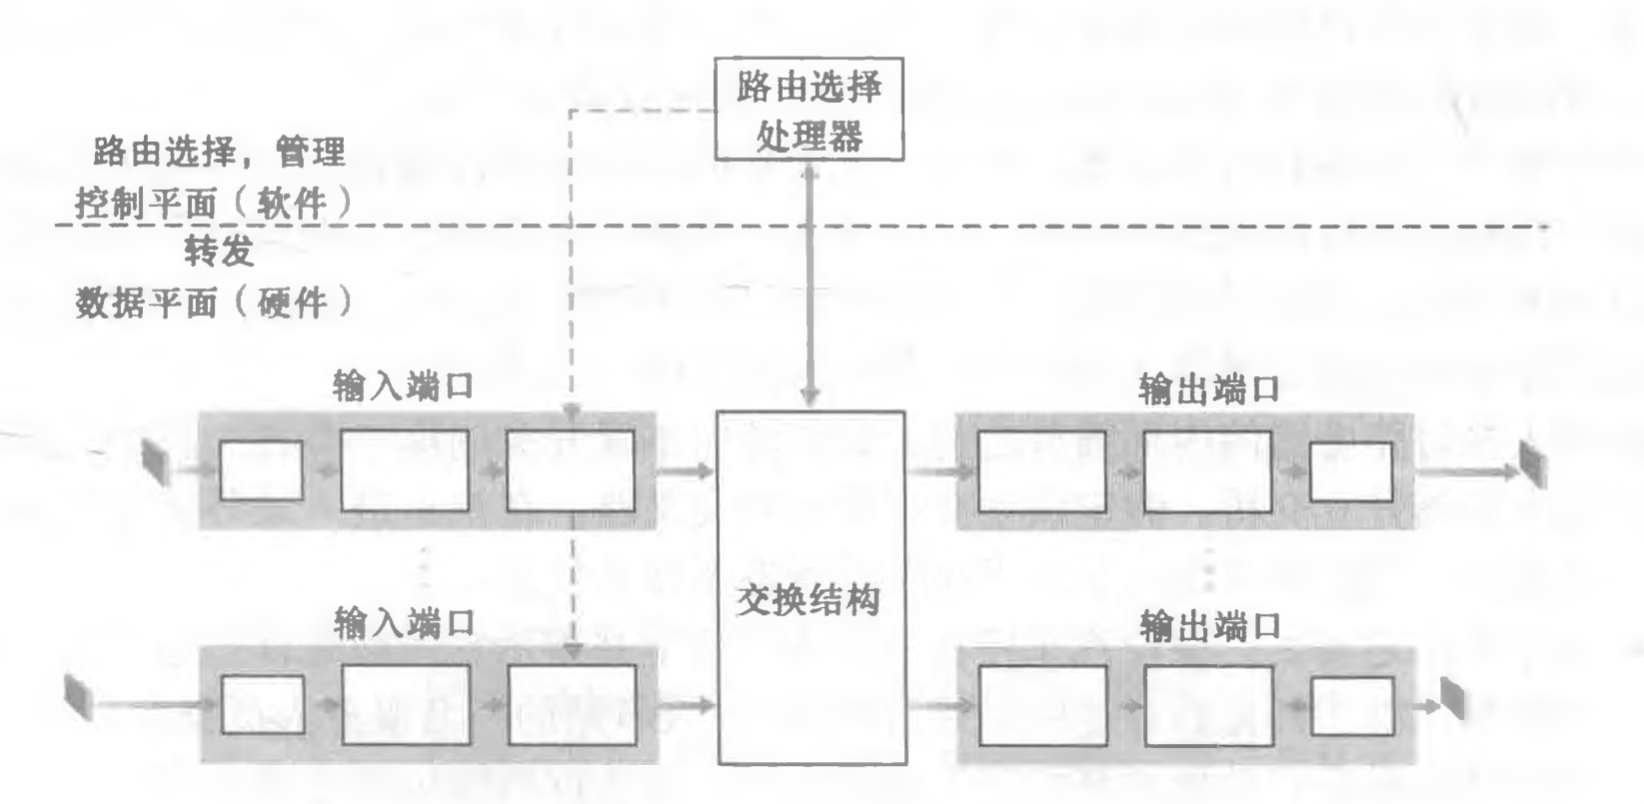 路由选择
处理器
路由选择，管理
控制平面（软件）
转发
数据平面（硬件）
输入端口
输出端口
交换结构
输入端口
输出端口